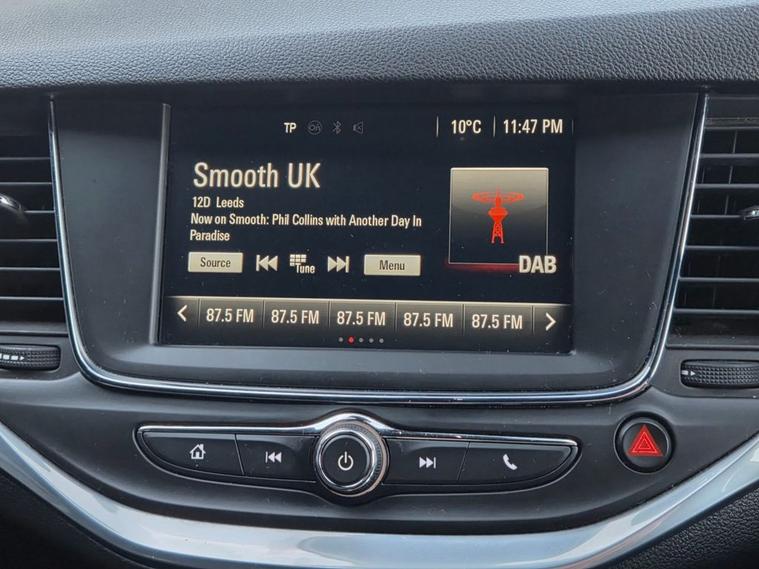 TP
10°C
11:47 PM
Smooth UK
12D Leeds
Now on Smooth: Phil Collins with Another Day In
Paradise
DAB
Source
Tune
Menu
87.5 FM 87.5 FM 87.5 FM 87.5 FM 87.5 FM